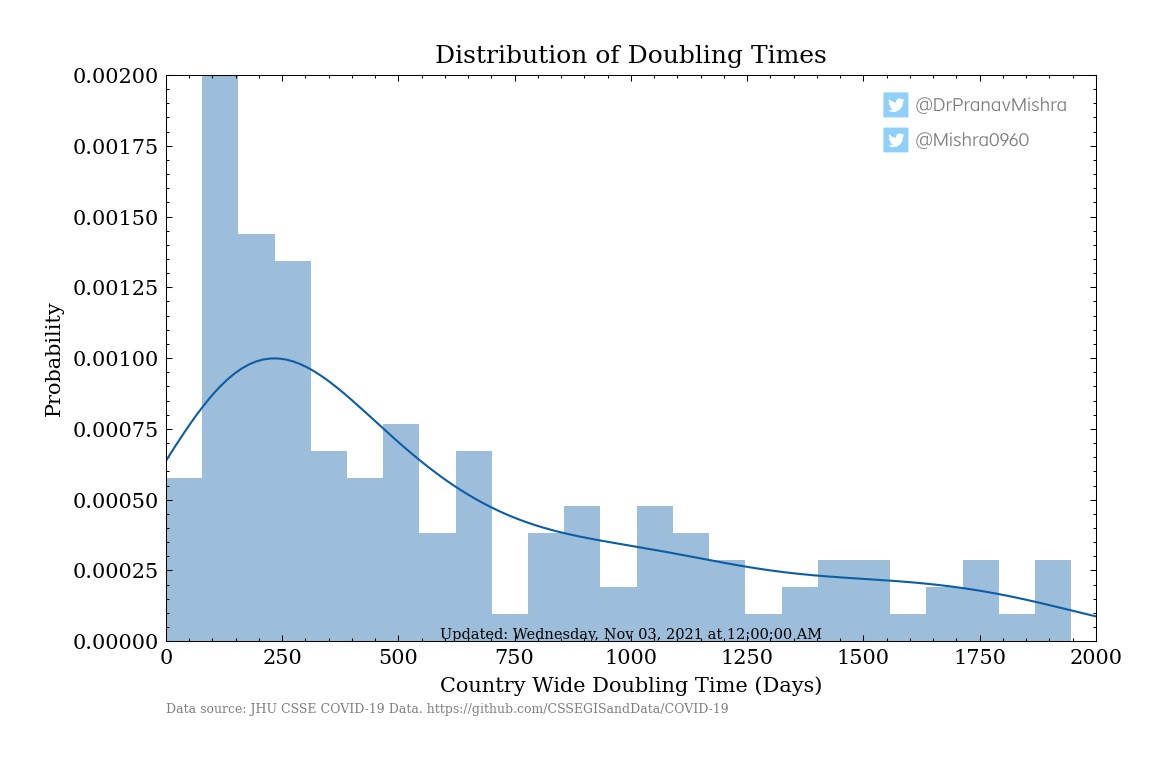 Distribution of Doubling Times
0.00200
0.00175
0.00150
0.00125
0.00100
0.00075
0.00050
0.00025
0.00000
Probability
@DrPranavMishra
@Mishra0960
Updated: Wednesday, Nov 03, 2021 at 12:00:00 AM
0 250 500 750 1000 1250 1500 1750 2000
Country Wide Doubling Time (Days)
Data source: JHU CSSE COVID-19 Data. https://github.com/CSSEGISandData/COVID-19